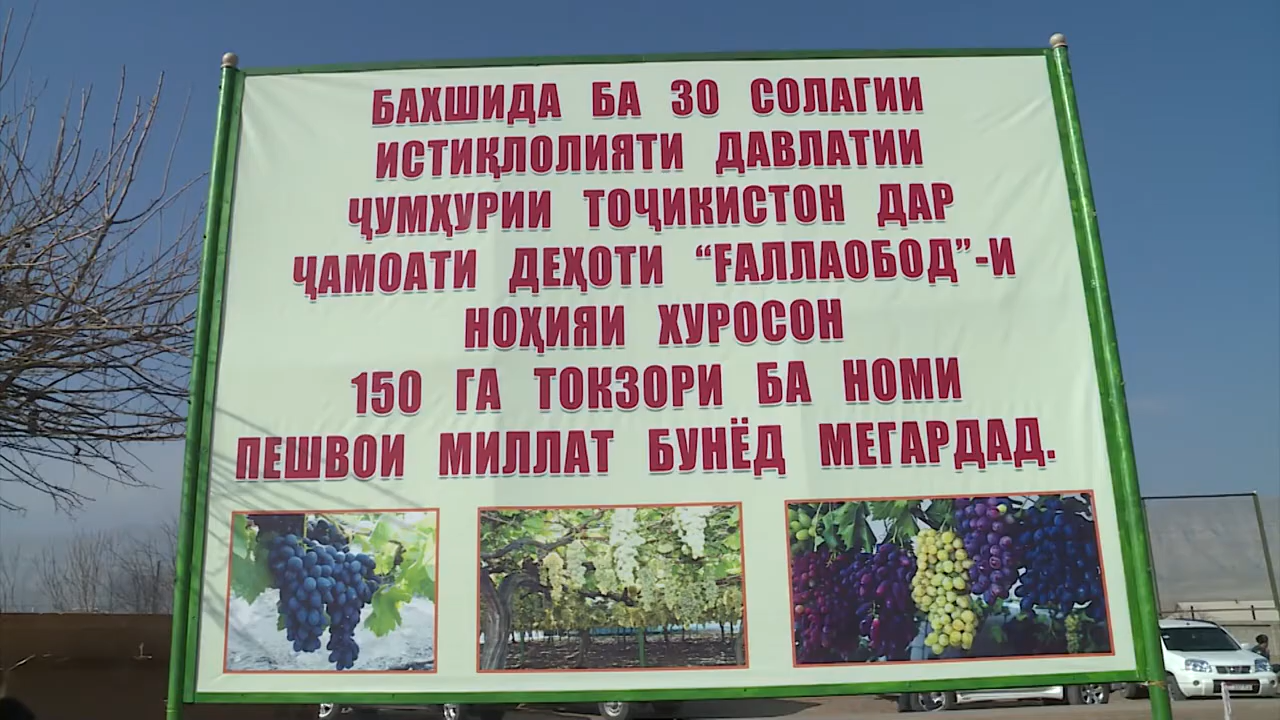 БАХШИДА БА 30 СОЛАГИИ
ИСТИҚЛОЛИЯТИ ДАВЛАТИИ
ҶУМҲУРИИ ТОҶИКИСТОН ДАР
ҶАМОАТИ ДЕҲОТИ “ҒАЛЛАОБОД”-И
НОҲИЯИ ХУРОСОН
150 ГА ТОКЗОРИ БА НОМИ
ПЕШВОИ МИЛЛАТ БУНЁД МЕГАРДАД.